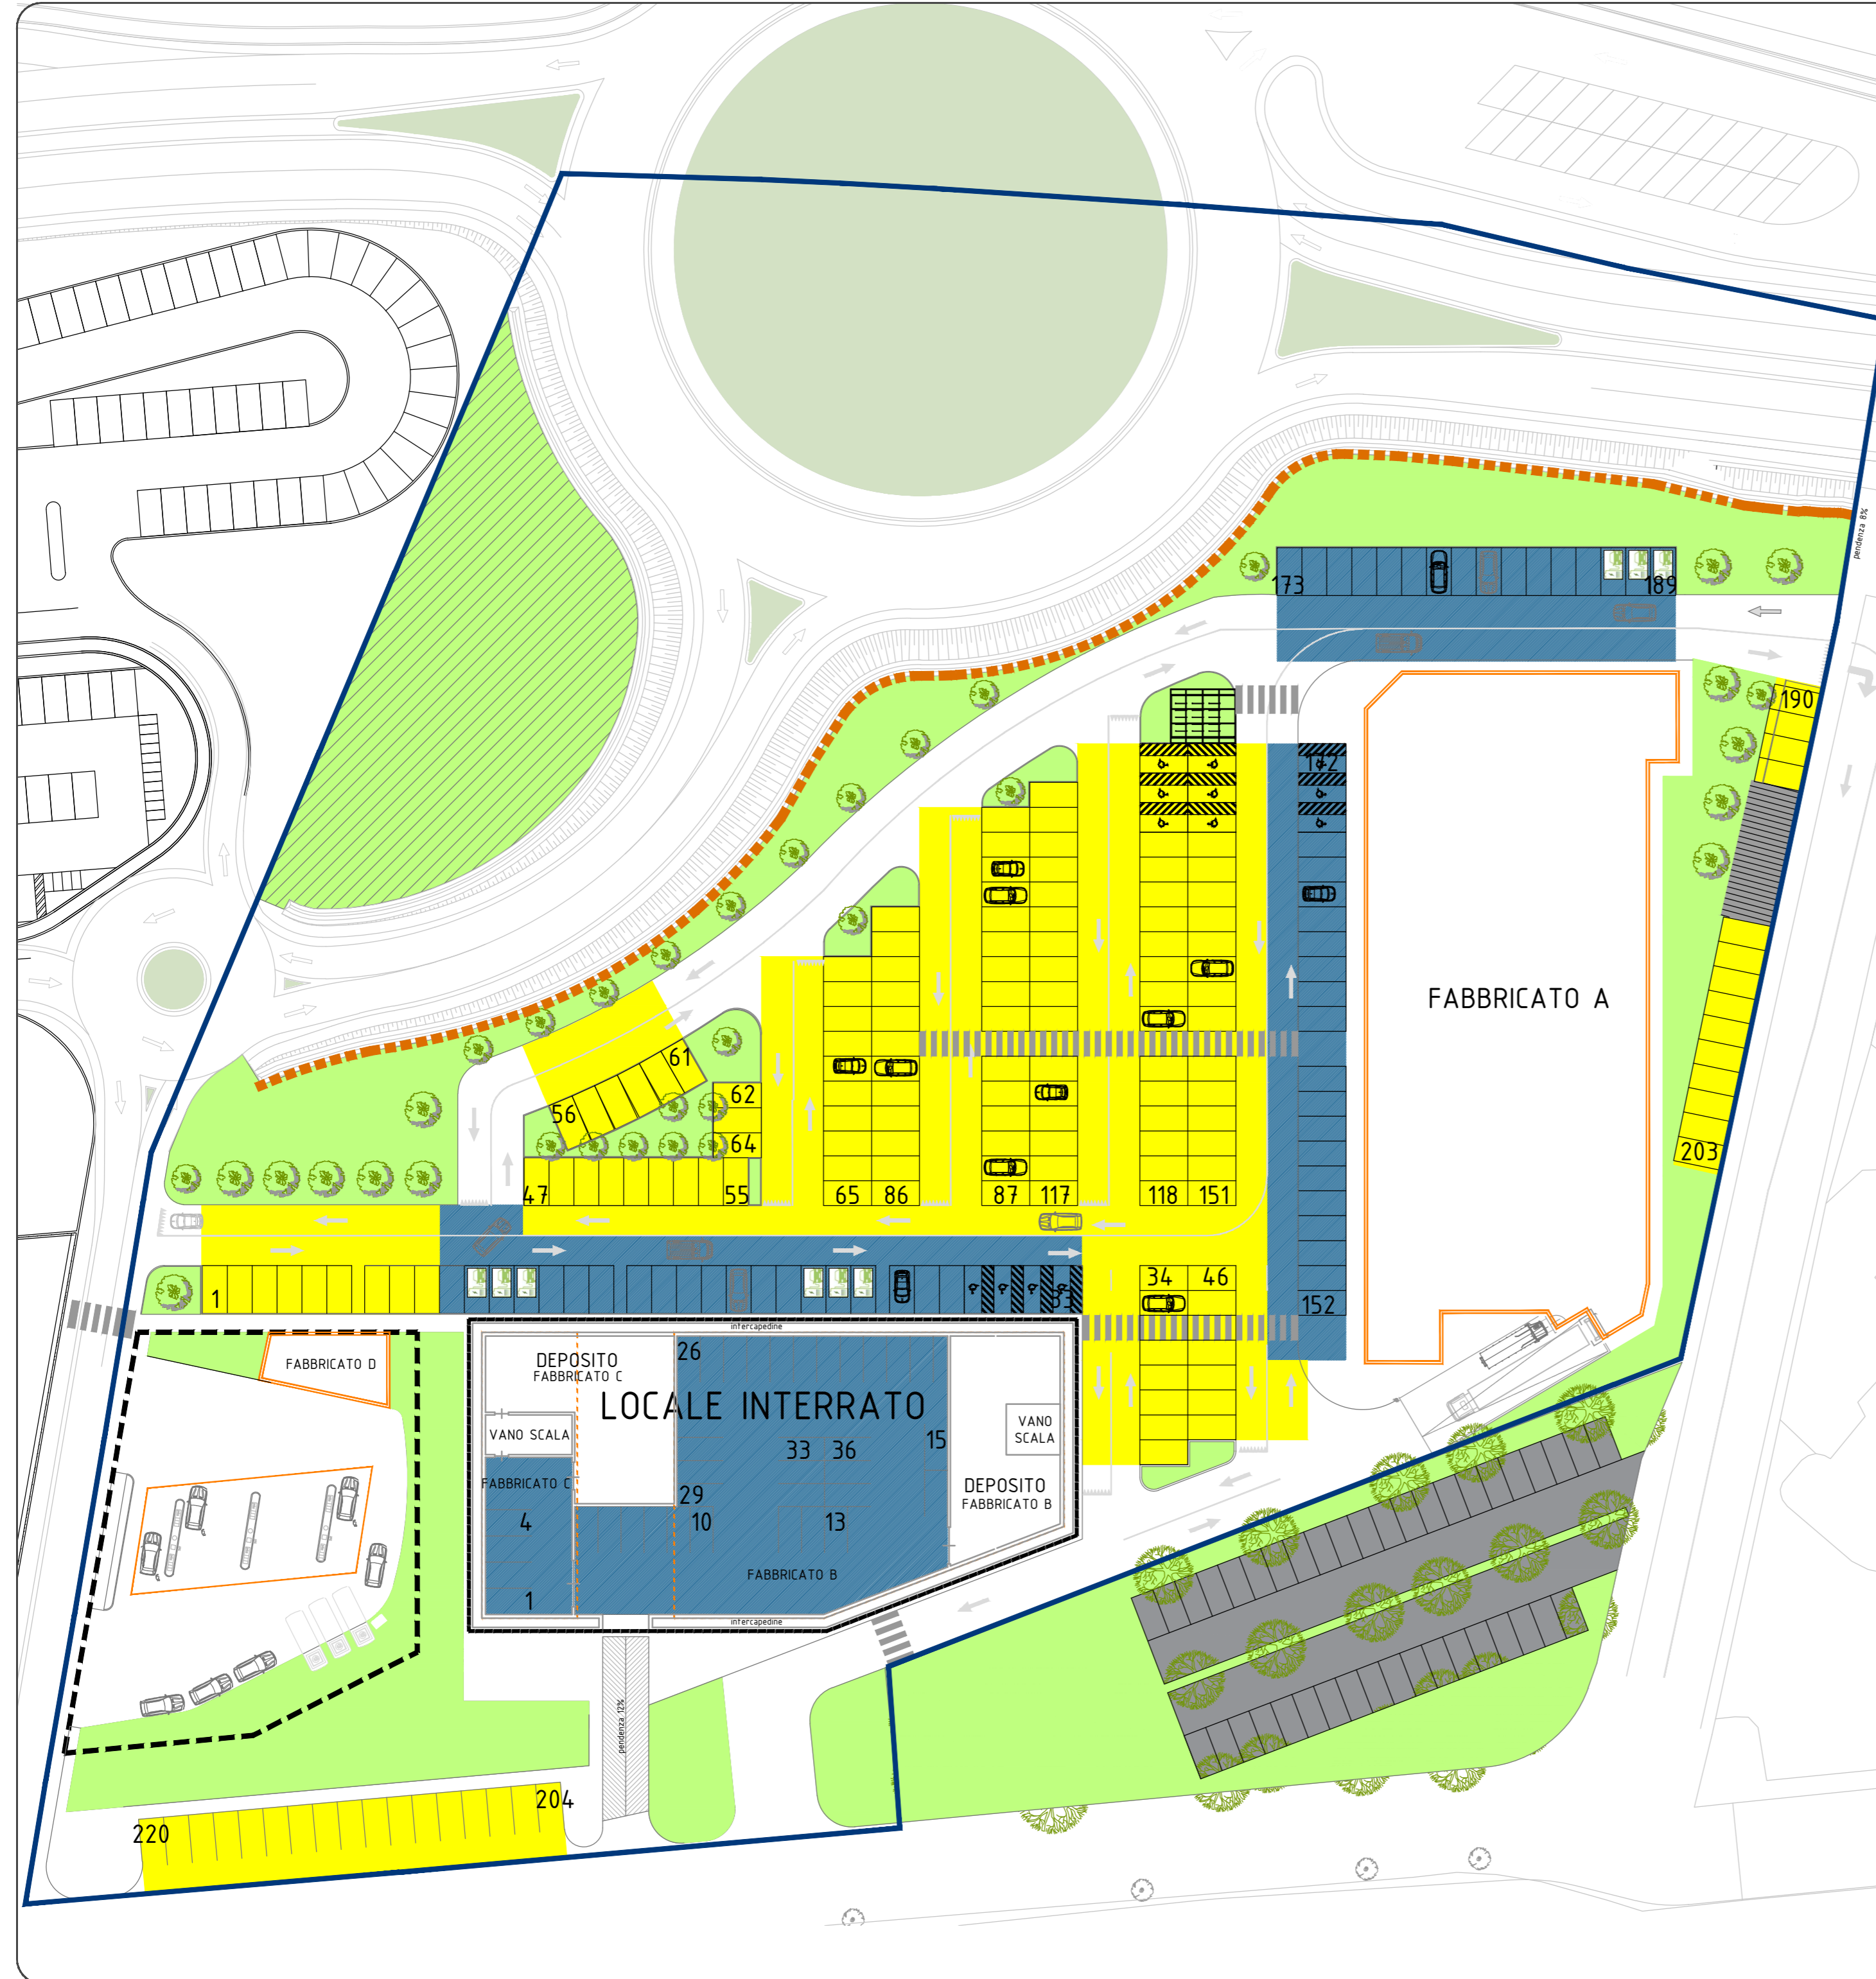 pendenza 8%
173
189
190
172
FABBRICATO A
61
56
62
64
203
47
55
65
86
87
117
118
151
1
33
34
46
152
intercapedine
FABBRICATO D
DEPOSITO
FABBRICATO C
26
LOCALE INTERRATO
VANO SCALA
VANO
SCALA
33
36
15
FABBRICATO C
29
DEPOSITO
FABBRICATO B
4
10
13
FABBRICATO B
1
intercapedine
pendenza 12%
204
220